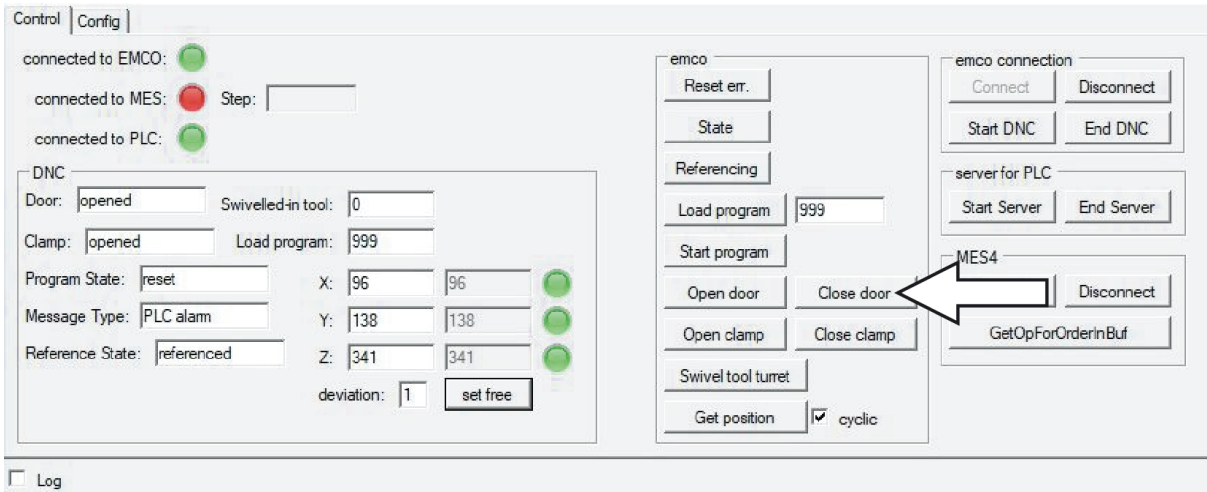 Control Config
connected to EMCO:
connected to MES: Step:
connected to PLC:
DNC
Door: opened Swivelled-in tool: 0
Clamp: opened Load program: 999
Program State: reset X: 96 96
Message Type: PLC alarm Y: 138 138
Reference State: referenced Z: 341 341
deviation: 1 set free
emco
Reset err.
State
Referencing
Load program 999
Start program
Open door Close door
Open clamp Close clamp
Swivel tool turret
Get position cyclic
emco connection
Connect Disconnect
Start DNC End DNC
server for PLC
Start Server End Server
MES4
Disconnect
GetOpForOrderInBuf
Log